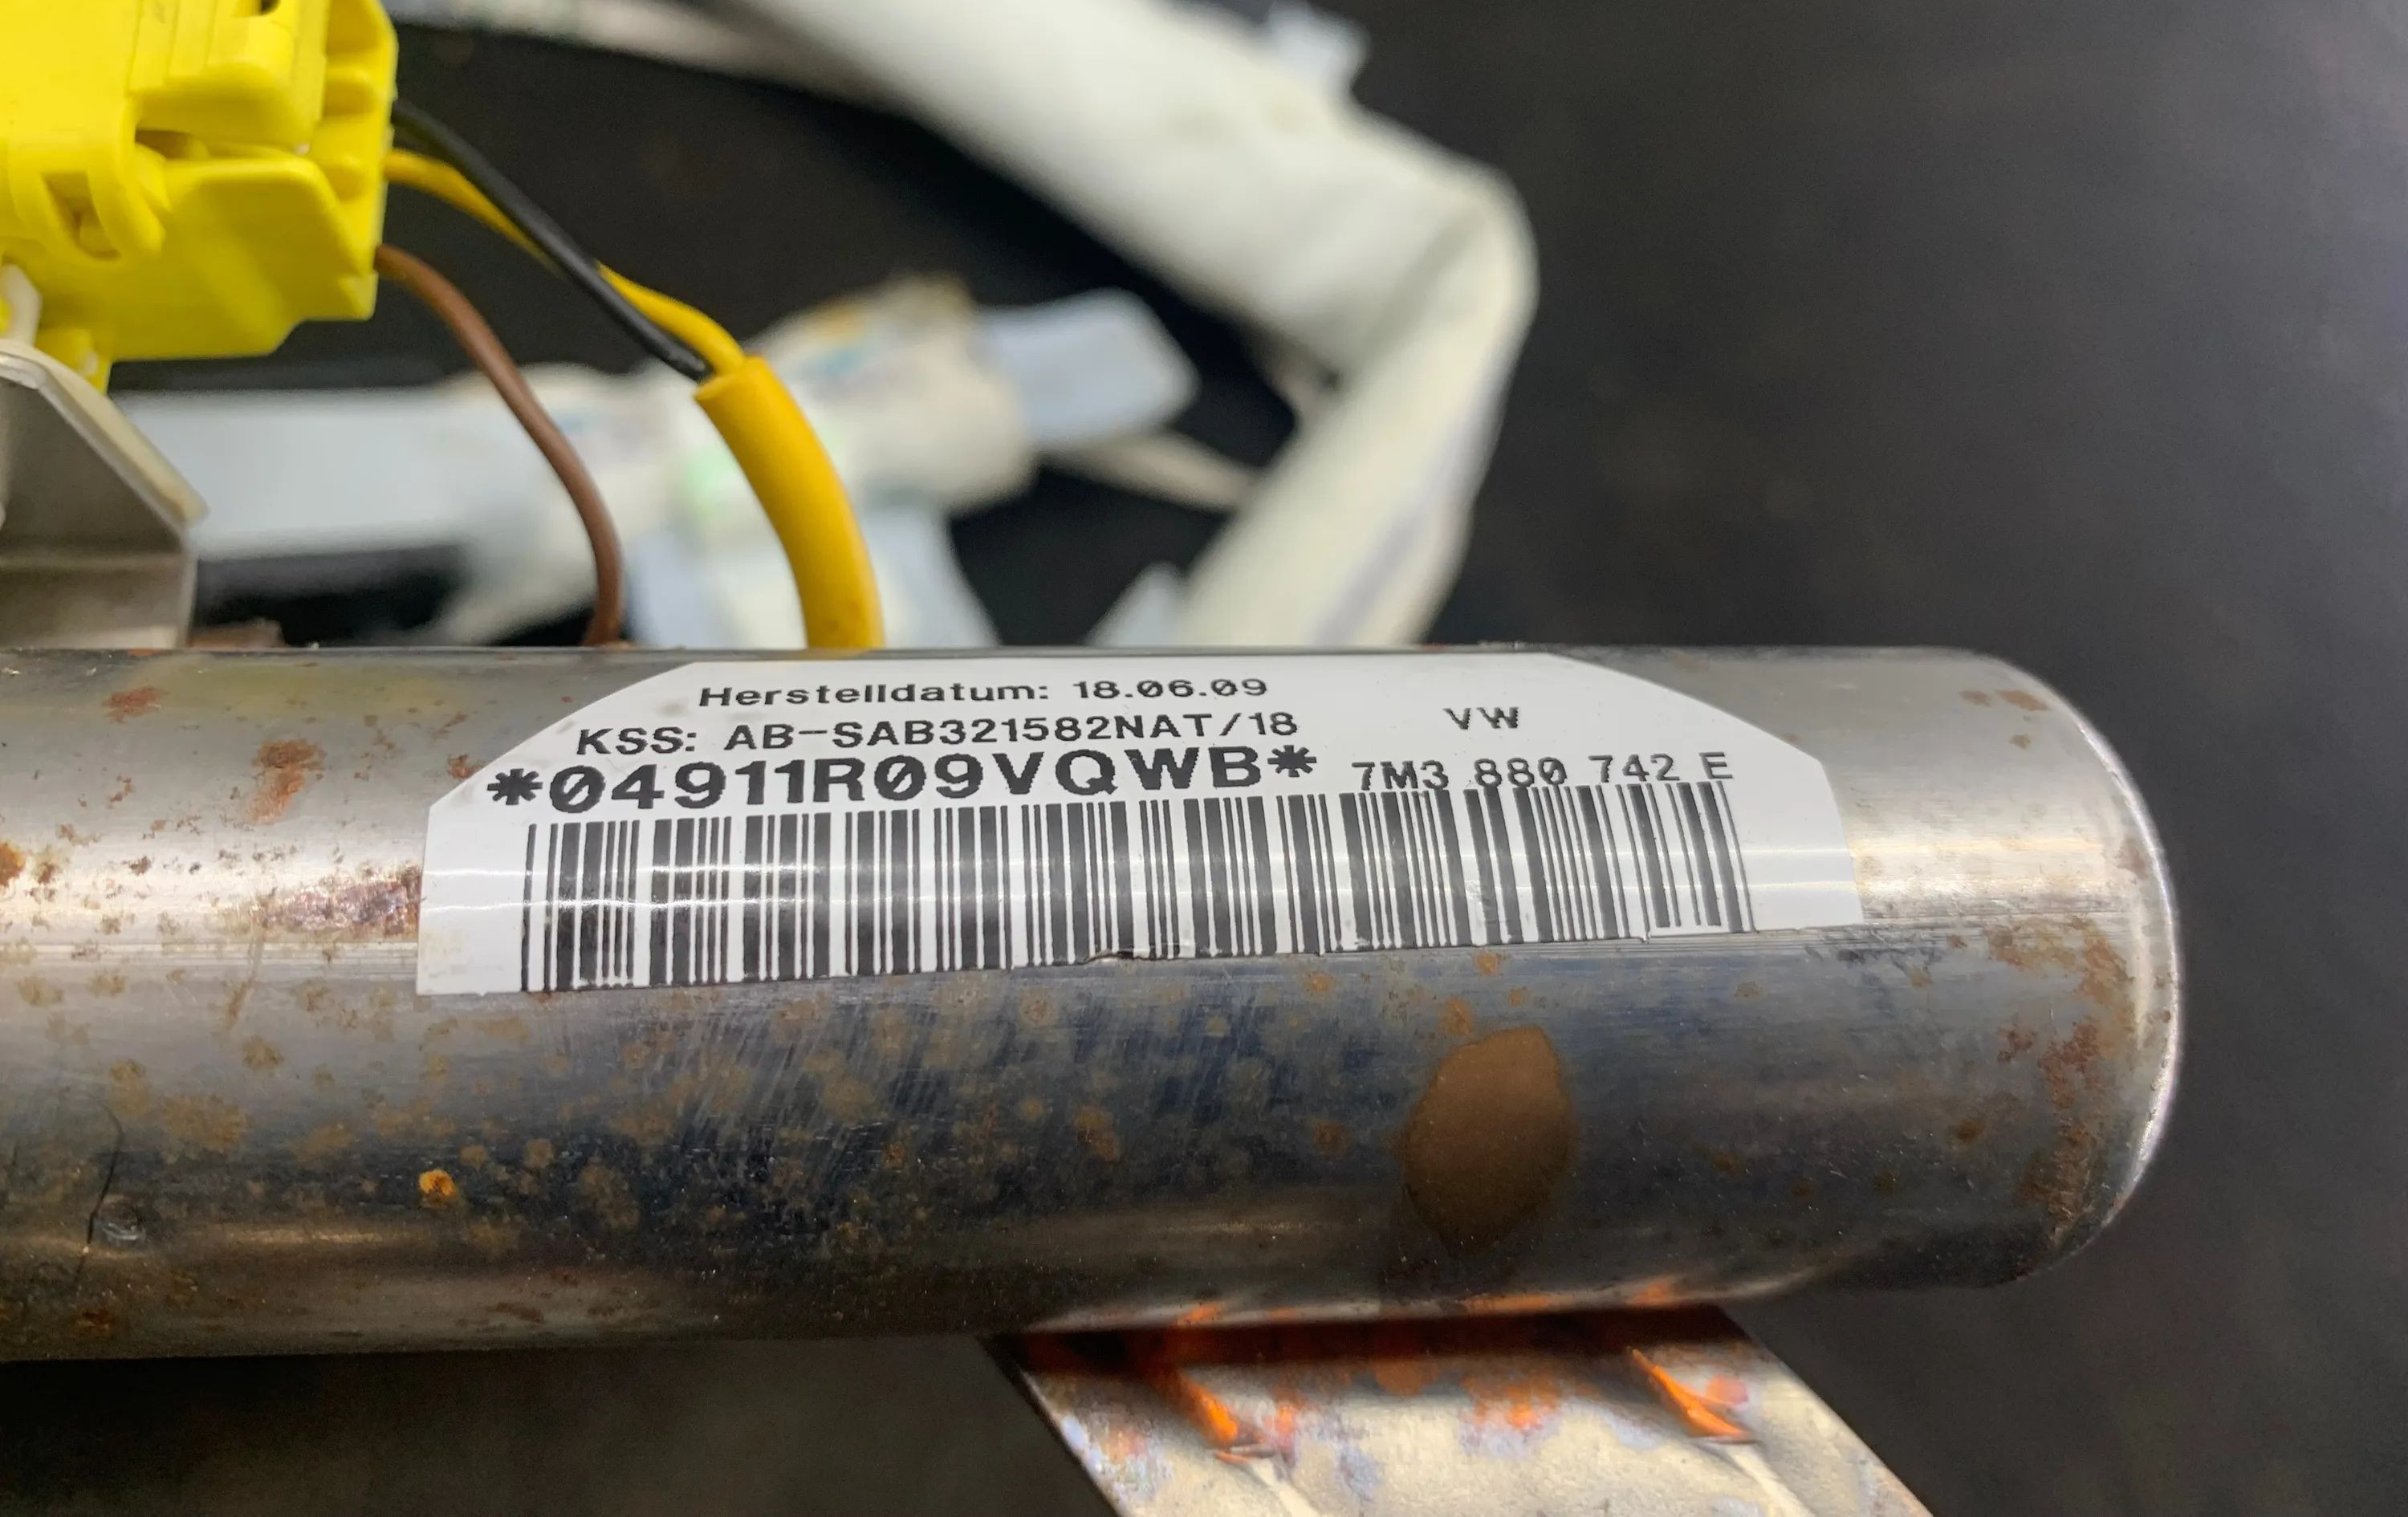 Herstelldatum: 18.06.09
KSS: AB-SAB321582NAT/18 VW
*04911R09VQWB* 7M3 880 742 E